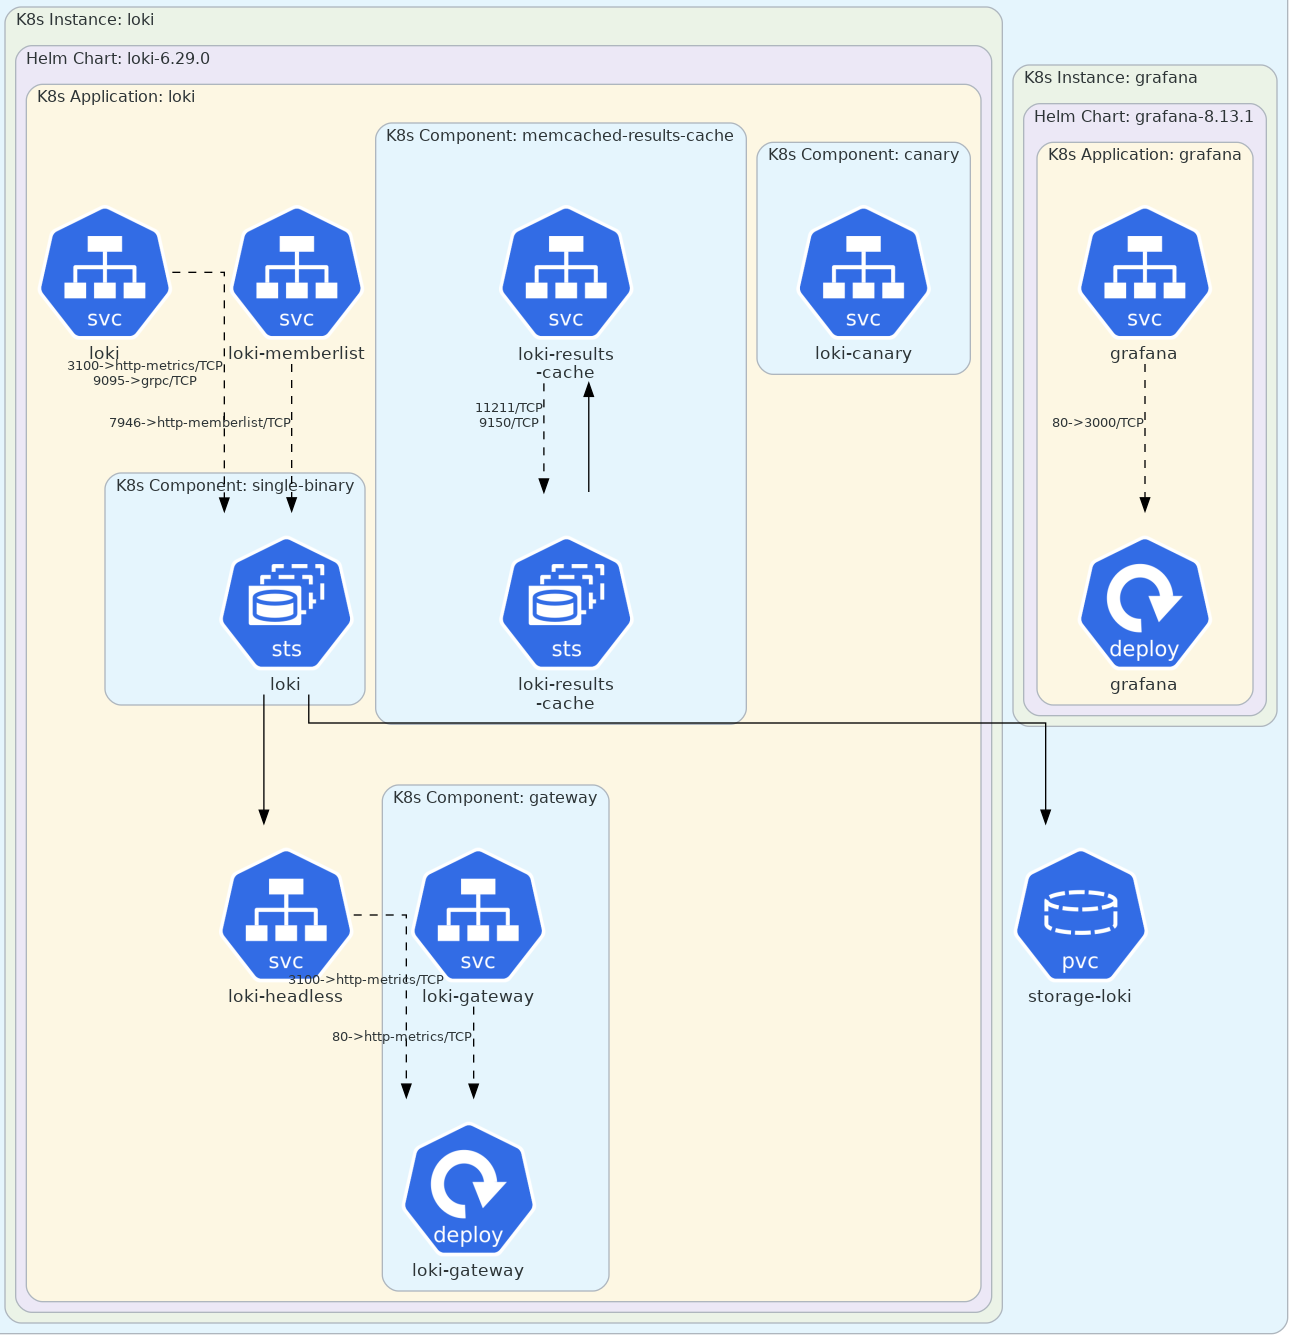 K8s Instance: loki
Helm Chart: loki-6.29.0
K8s Application: loki
K8s Instance: grafana
Helm Chart: grafana-8.13.1
K8s Application: grafana
K8s Component: memcached-results-cache
K8s Component: canary
svc
loki
svc
loki-memberlist
svc
loki-results
-cache
svc
loki-canary
svc
grafana
3100->http-metrics/TCP
9095->grpc/TCP
7946->http-memberlist/TCP
11211/TCP
9150/TCP
80->3000/TCP
K8s Component: single-binary
sts
loki
sts
loki-results
-cache
deploy
grafana
K8s Component: gateway
svc
loki-headless
svc
loki-gateway
pvc
storage-loki
3100->http-metrics/TCP
80->http-metrics/TCP
deploy
loki-gateway